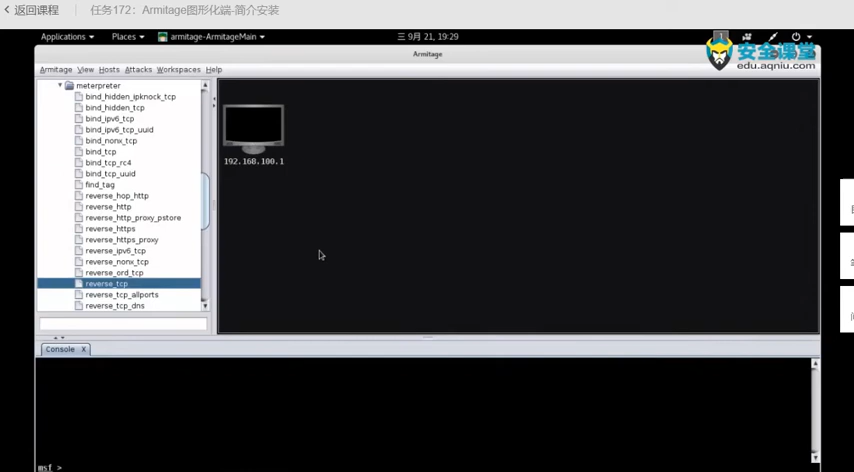 返回课程
任务172：Armitage图形化端-简介安装
Applications
Places
armitage-ArmitageMain
三 9月 21, 19:29
1
Armitage
安全课堂
edu.aqniu.com
Armitage View Hosts Attacks Workspaces Help
meterpreter
bind_hidden_ipknock_tcp
bind_hidden_tcp
bind_ipv6_tcp
bind_ipv6_tcp_uuid
bind_nonx_tcp
bind_tcp
bind_tcp_rc4
bind_tcp_uuid
find_tag
reverse_hop_http
reverse_http
reverse_http_proxy_pstore
reverse_https
reverse_https_proxy
reverse_ipv6_tcp
reverse_nonx_tcp
reverse_ord_tcp
reverse_tcp
reverse_tcp_allports
reverse_tcp_dns
192.168.100.1
Console X
msf >